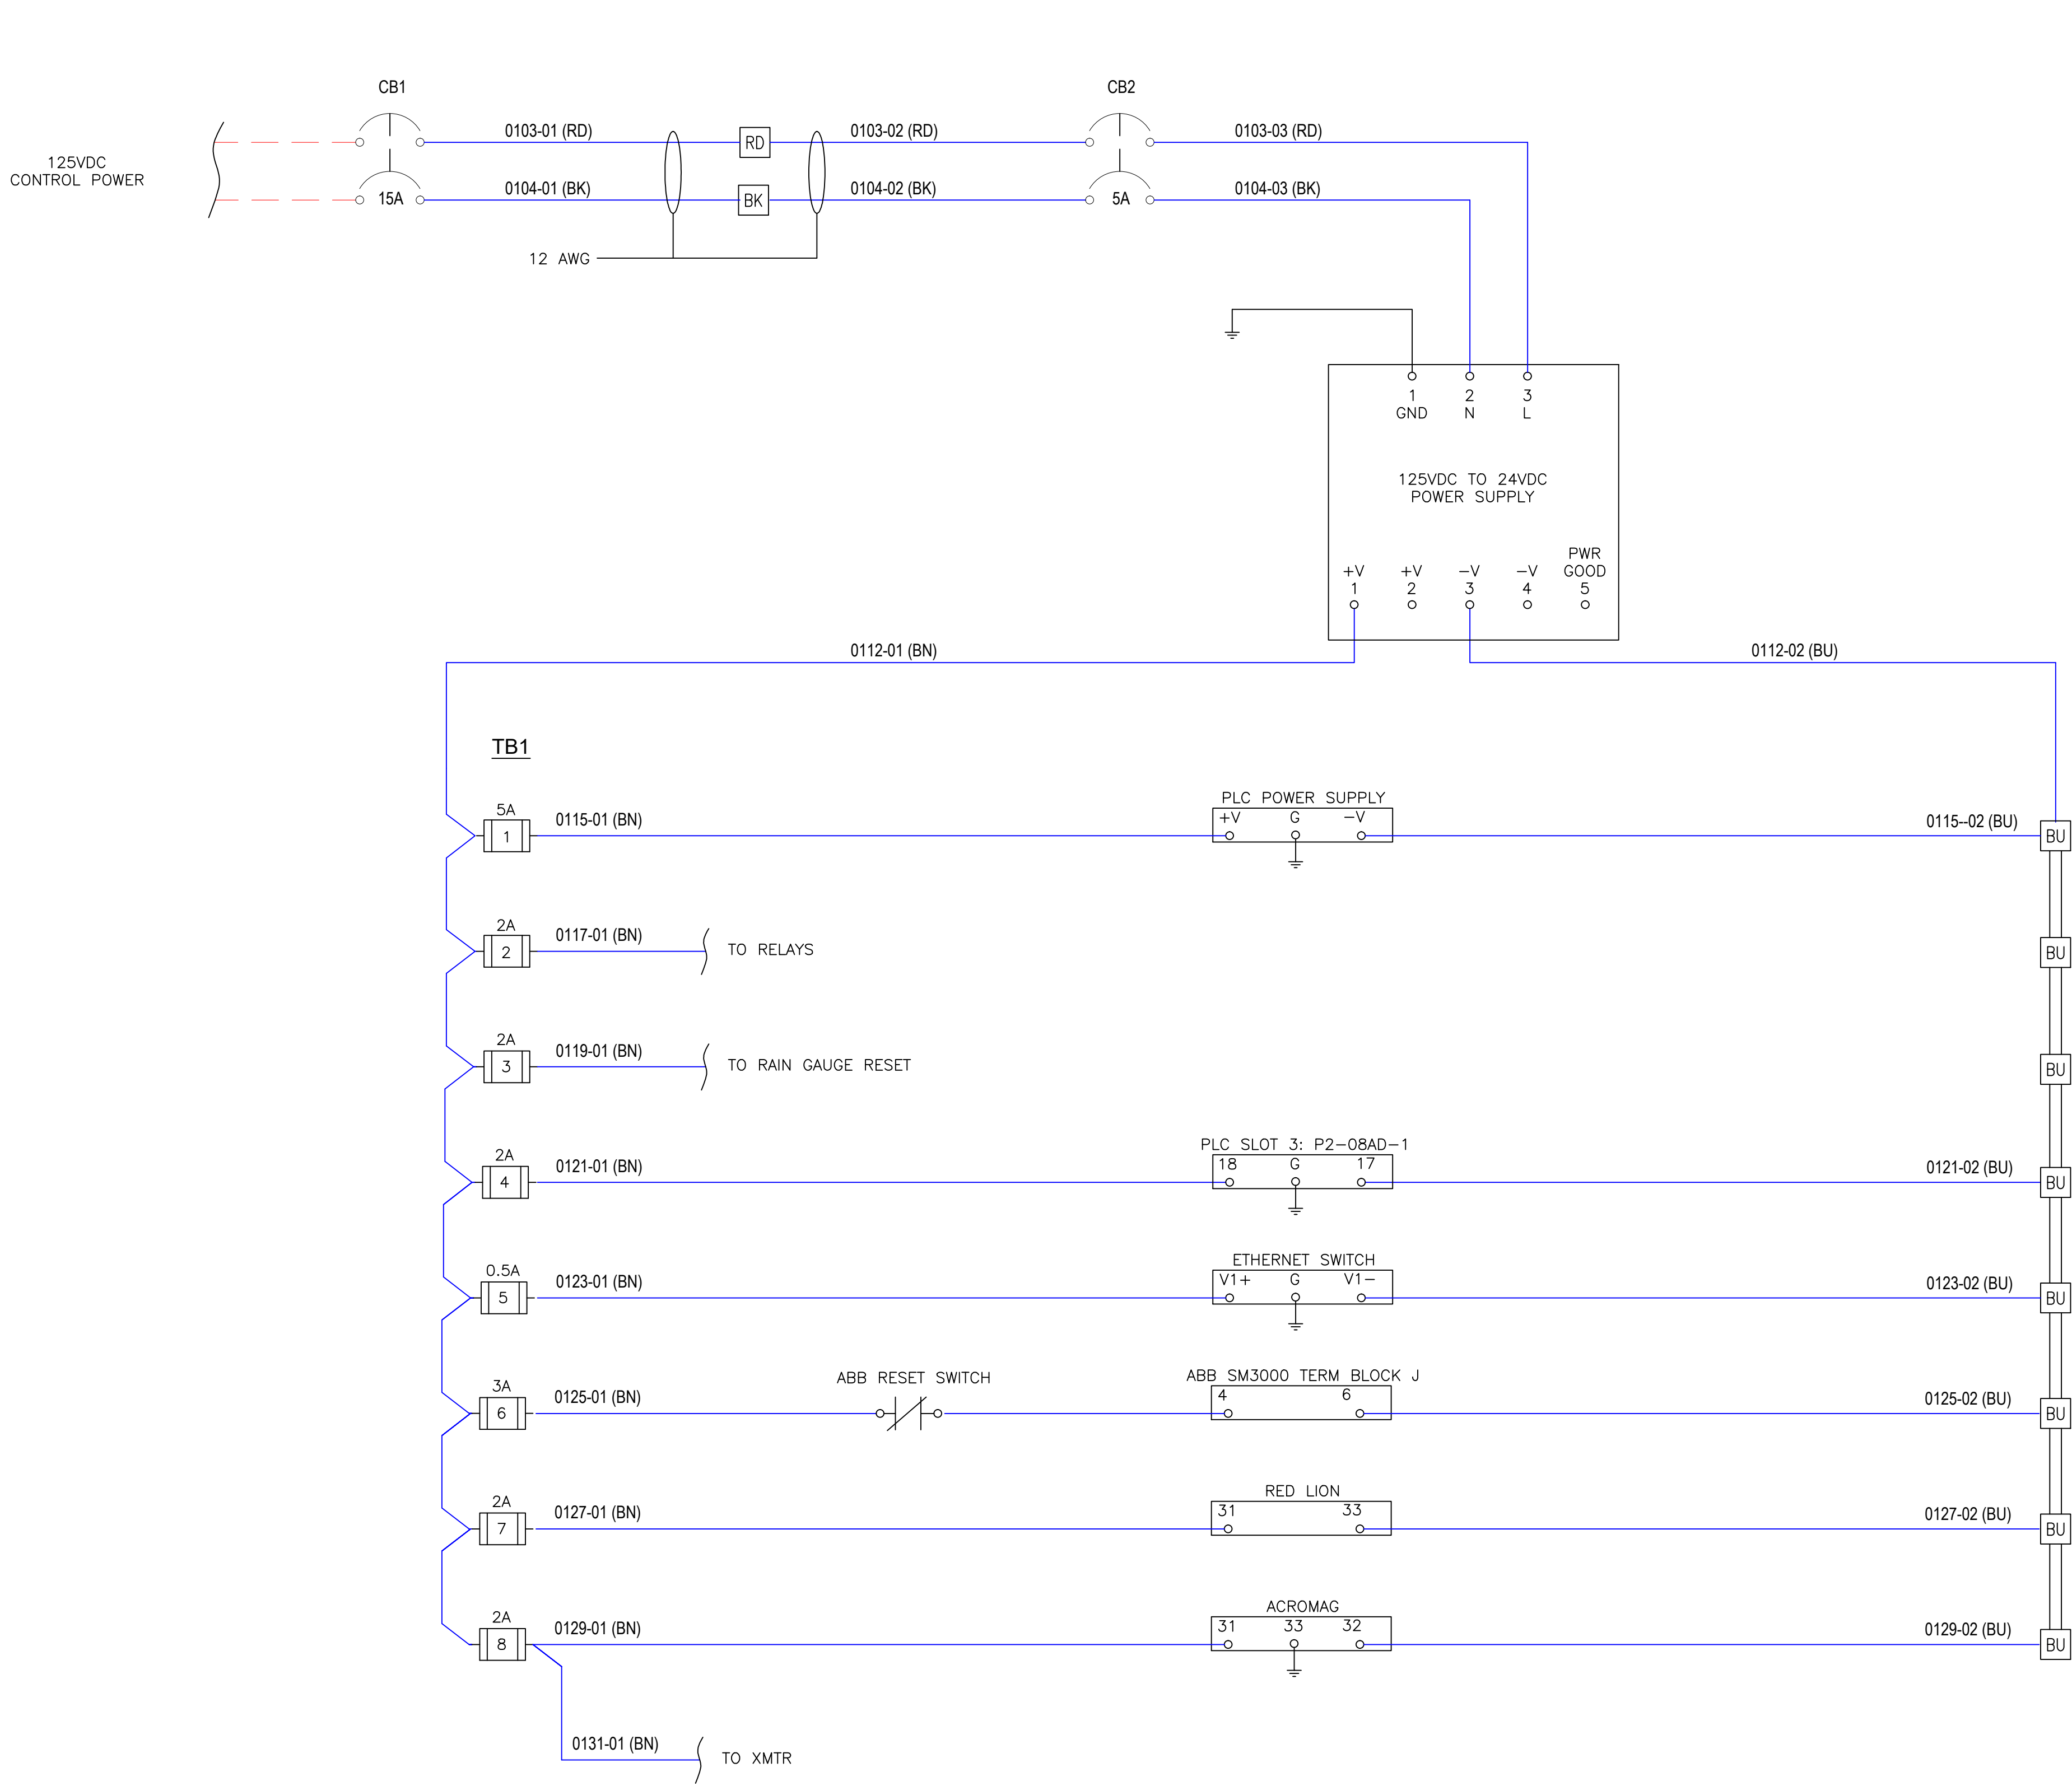 CB1
CB2
0103-01 (RD)
RD
0103-02 (RD)
0103-03 (RD)
125VDC
CONTROL POWER
15A
0104-01 (BK)
BK
0104-02 (BK)
5A
0104-03 (BK)
12 AWG
1
2
3
GND
N
L
125VDC TO 24VDC
POWER SUPPLY
PWR
+V
+V
-V
-V
GOOD
1
2
3
4
5
0112-01 (BN)
0112-02 (BU)
TB1
5A
1
0115-01 (BN)
PLC POWER SUPPLY
+V
G
-V
0115--02 (BU)
BU
2A
2
0117-01 (BN)
TO RELAYS
BU
2A
3
0119-01 (BN)
TO RAIN GAUGE RESET
BU
2A
4
0121-01 (BN)
PLC SLOT 3: P2-08AD-1
18
G
17
0121-02 (BU)
BU
0.5A
5
0123-01 (BN)
ETHERNET SWITCH
V1+
G
V1-
0123-02 (BU)
BU
3A
6
0125-01 (BN)
ABB RESET SWITCH
ABB SM3000 TERM BLOCK J
4
6
0125-02 (BU)
BU
2A
7
0127-01 (BN)
RED LION
31
33
0127-02 (BU)
BU
2A
8
0129-01 (BN)
ACROMAG
31
33
32
0129-02 (BU)
BU
0131-01 (BN)
TO XMTR